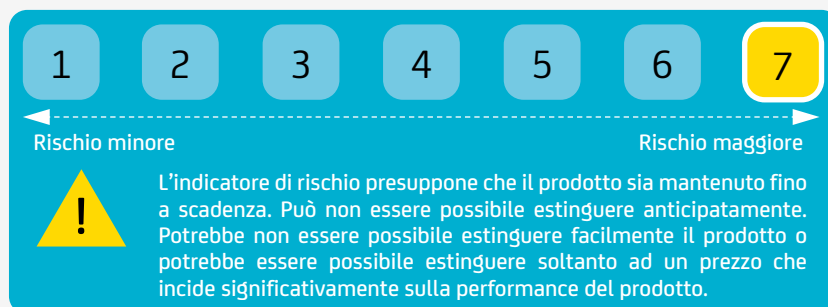 1 2 3 4 5 6 7
Rischio minore Rischio maggiore
! L'indicatore di rischio presuppone che il prodotto sia mantenuto fino
a scadenza. Può non essere possibile estinguere anticipatamente.
Potrebbe non essere possibile estinguere facilmente il prodotto o
potrebbe essere possibile estinguere soltanto ad un prezzo che
incide significativamente sulla performance del prodotto.